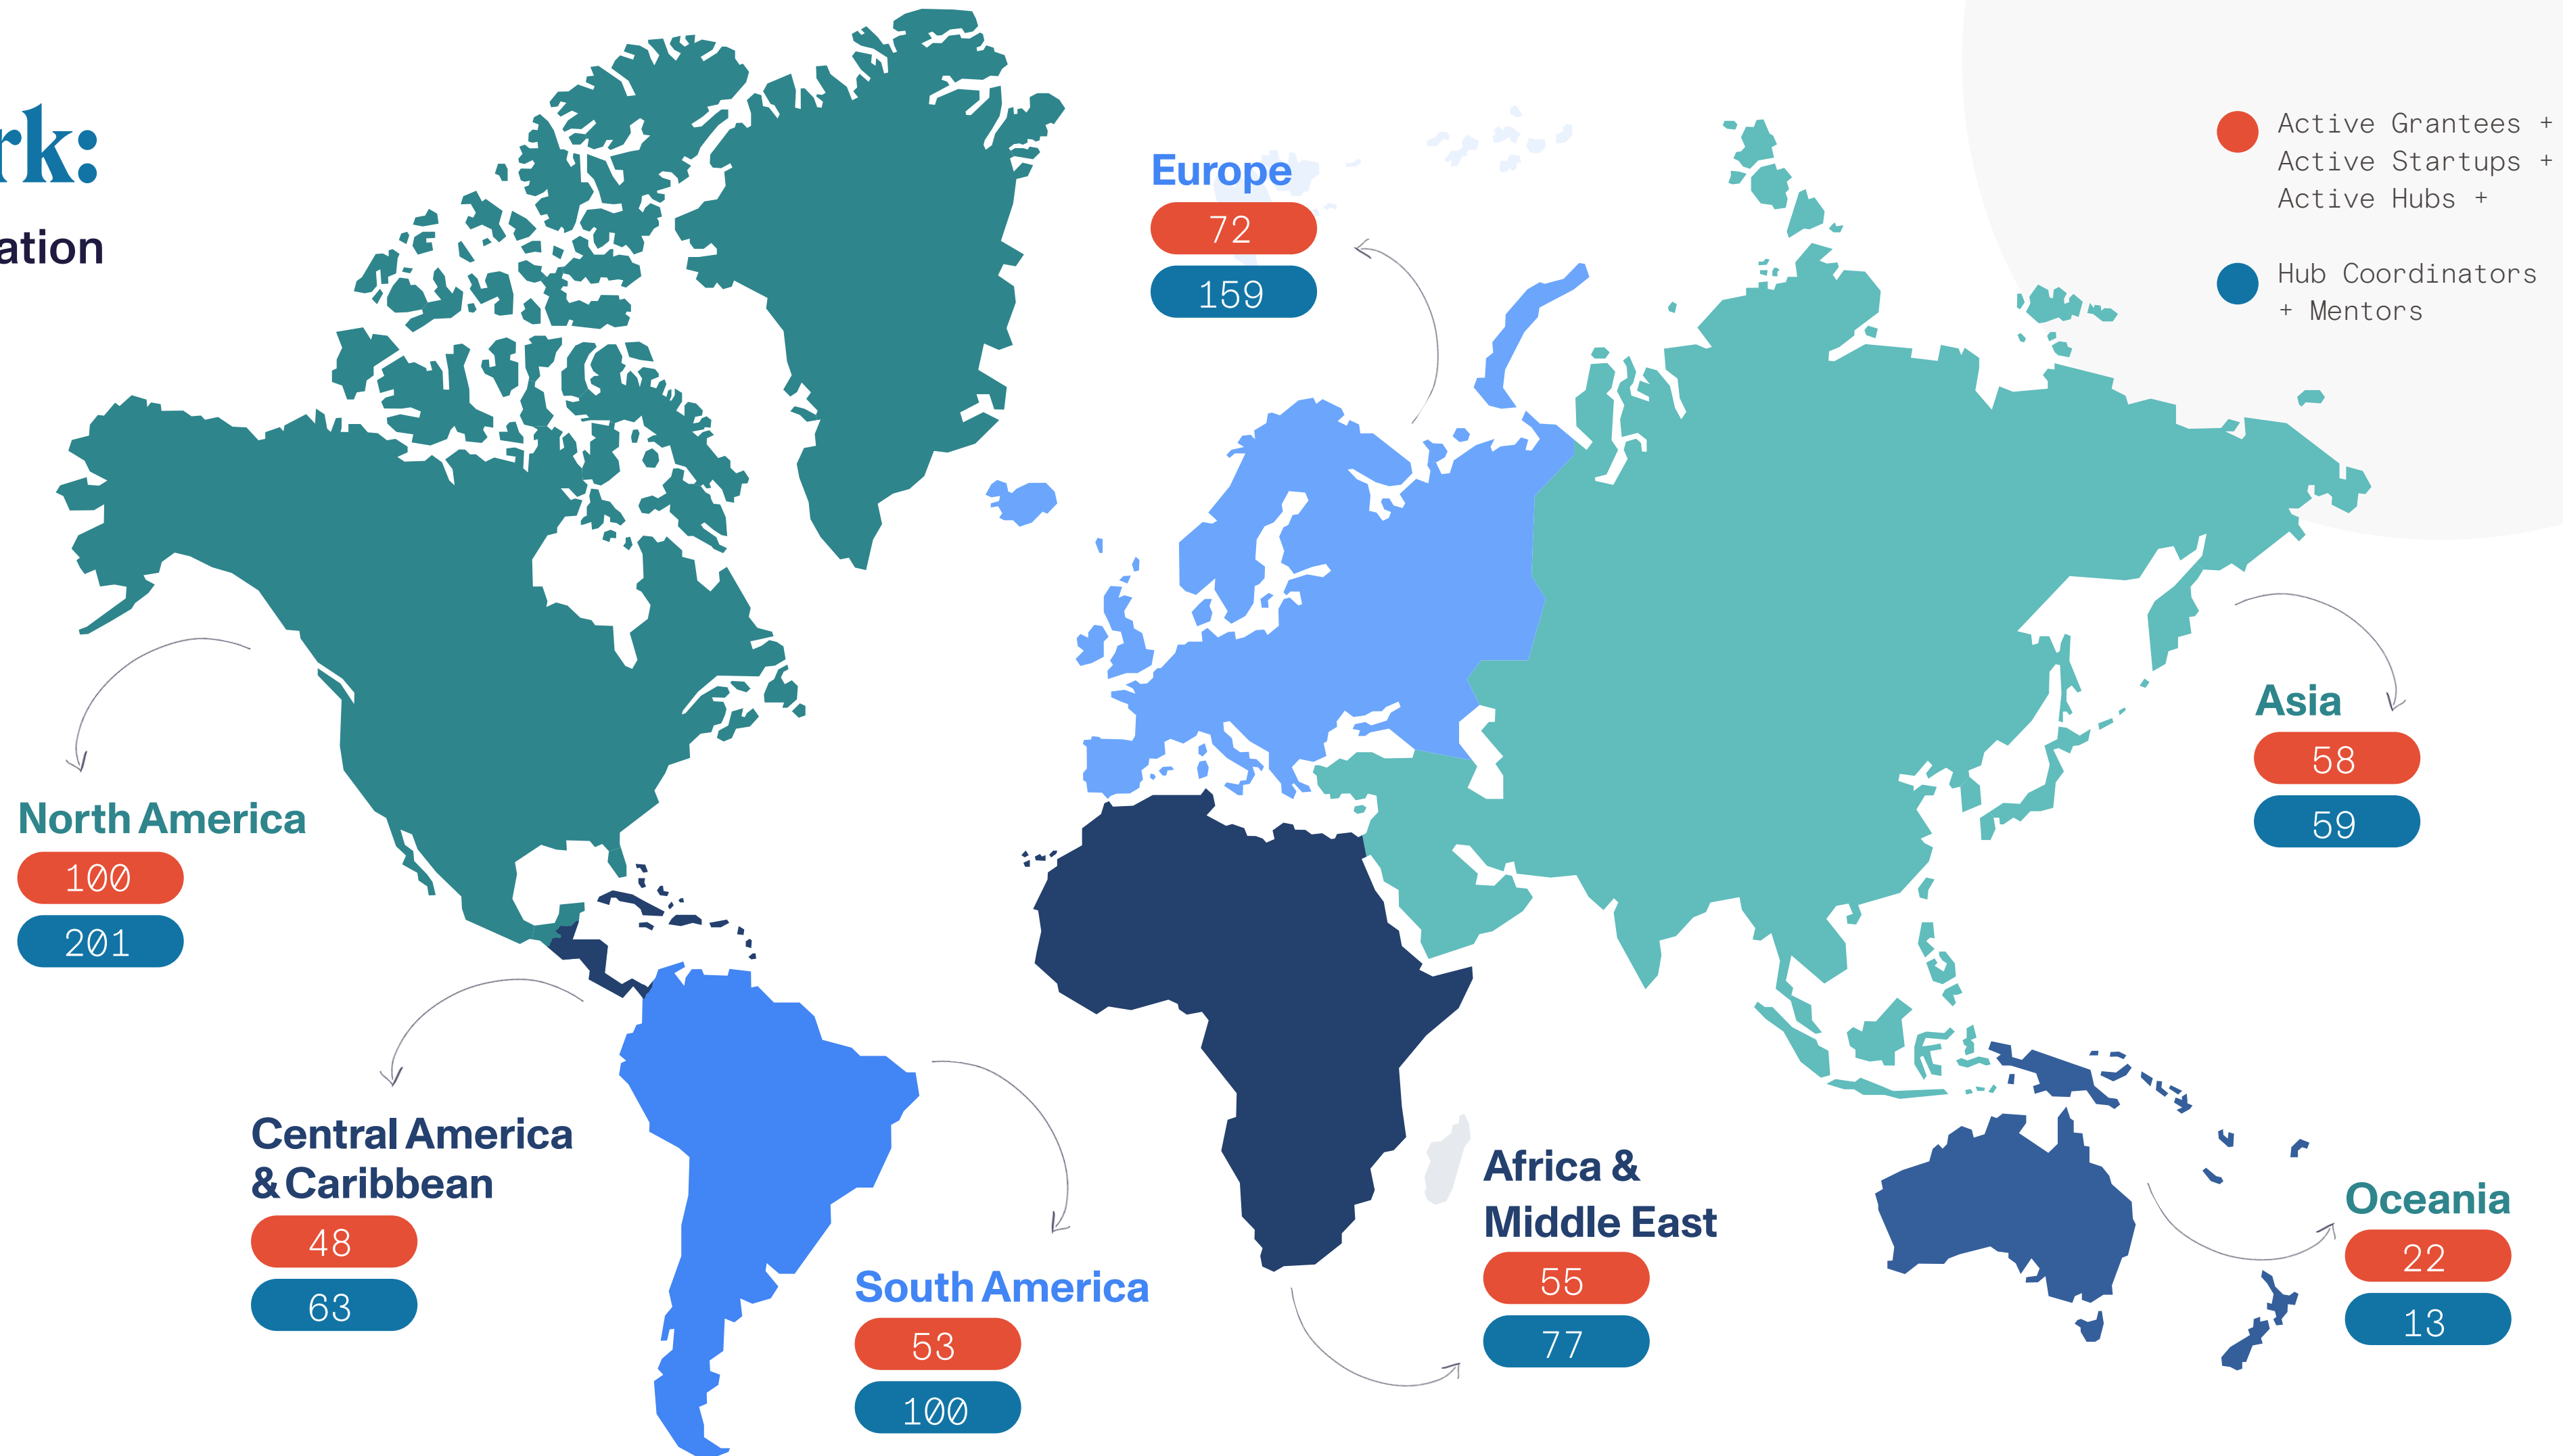 rk:
ation
Europe
72
159
Active Grantees +
Active Startups +
Active Hubs +
Hub Coordinators
+ Mentors
North America
100
201
Asia
58
59
Central America
& Caribbean
48
63
South America
53
100
Africa &
Middle East
55
77
Oceania
22
13